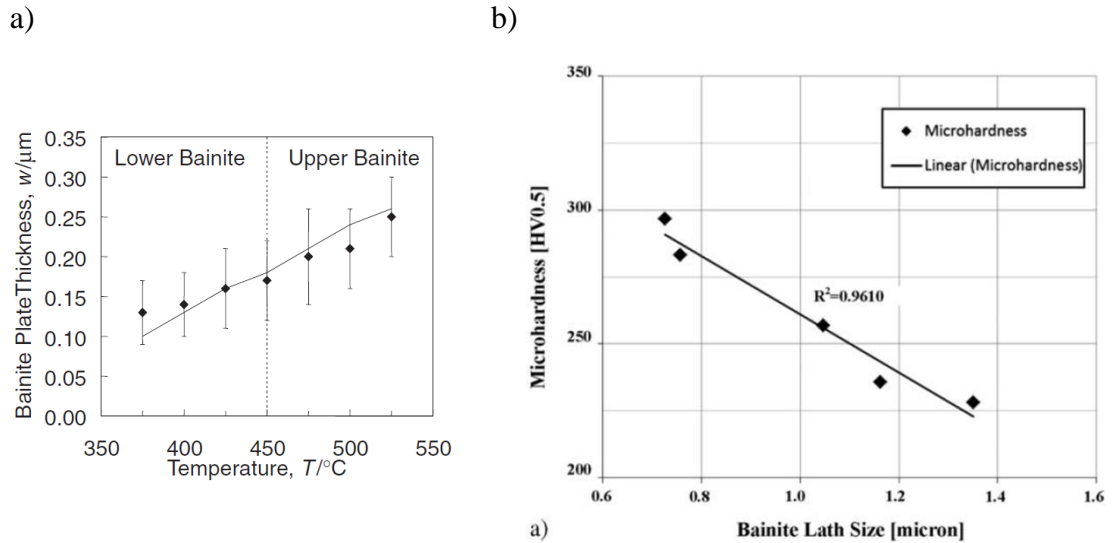 a)
b)
0.35
0.30
0.25
0.20
0.15
0.10
0.05
0.00
Bainite Plate Thickness, w/μm
Lower Bainite
Upper Bainite
350 400 450 500 550
Temperature, T/°C
350
300
250
200
Microhardness [HV0.5]
Microhardness
Linear (Microhardness)
R²=0.9610
0.6 0.8 1.0 1.2 1.4 1.6
a)
Bainite Lath Size [micron]